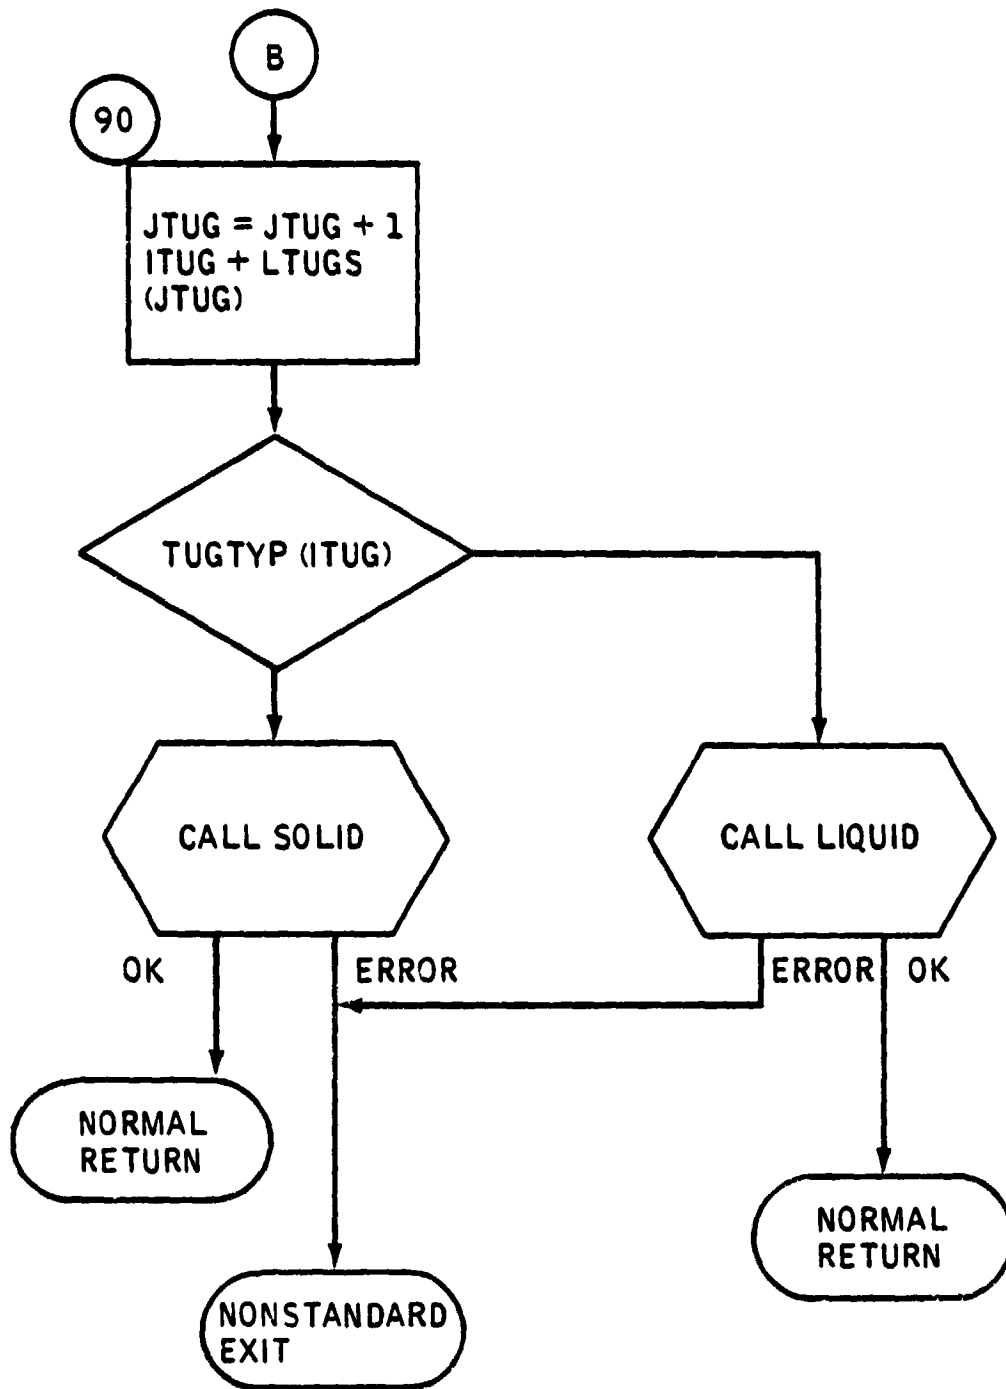 B
90
JTUG = JTUG + 1
ITUG + LTUGS
(JTUG)
TUGTYP (ITUG)
CALL SOLID
CALL LIQUID
OK
ERROR
ERROR
OK
NORMAL
RETURN
NORMAL
RETURN
NONSTANDARD
EXIT